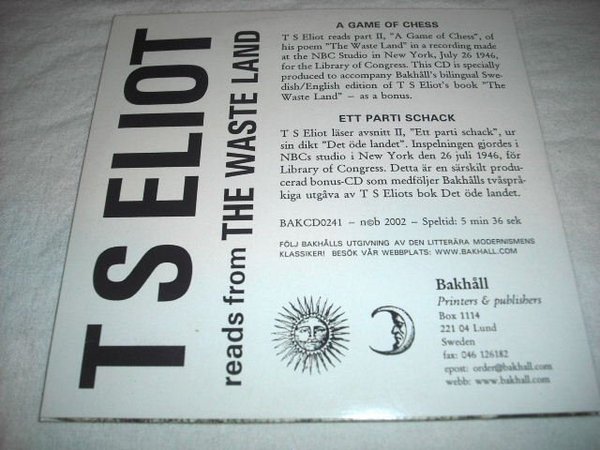 T S ELIOT
reads from THE WASTE LAND
A GAME OF CHESS
T S Eliot reads part II, "A Game of Chess", of
his poem "The Waste Land" in a recording made
at the NBC Studio in New York, July 26 1946,
for the Library of Congress. This CD is specially
produced to accompany Bakhåll's bilingual Swe-
dish/English edition of T S Eliot's book "The
Waste Land" – as a bonus.
ETT PARTI SCHACK
T S Eliot läser avsnitt II, "Ett parti schack", ur
sin dikt "Det öde landet". Inspelningen gjordes i
NBCs studio i New York den 26 juli 1946, för
Library of Congress. Detta är en särskilt produ-
cerad bonus-CD som medföljer Bakhålls tvåsprå-
kiga utgåva av T S Eliots bok Det öde landet.
BAKCD0241 – n©b 2002 – Speltid: 5 min 36 sek
FÖLJ BAKHÅLLS UTGIVNING AV DEN LITTERÄRA MODERNISMENS
KLASSIKER! BESÖK VÅR WEBBPLATS: WWW.BAKHALL.COM
Bakhåll
Printers & publishers
Box 1114
221 04 Lund
Sweden
fax: 046 126182
epost: order@bakhall.com
webb: www.bakhall.com